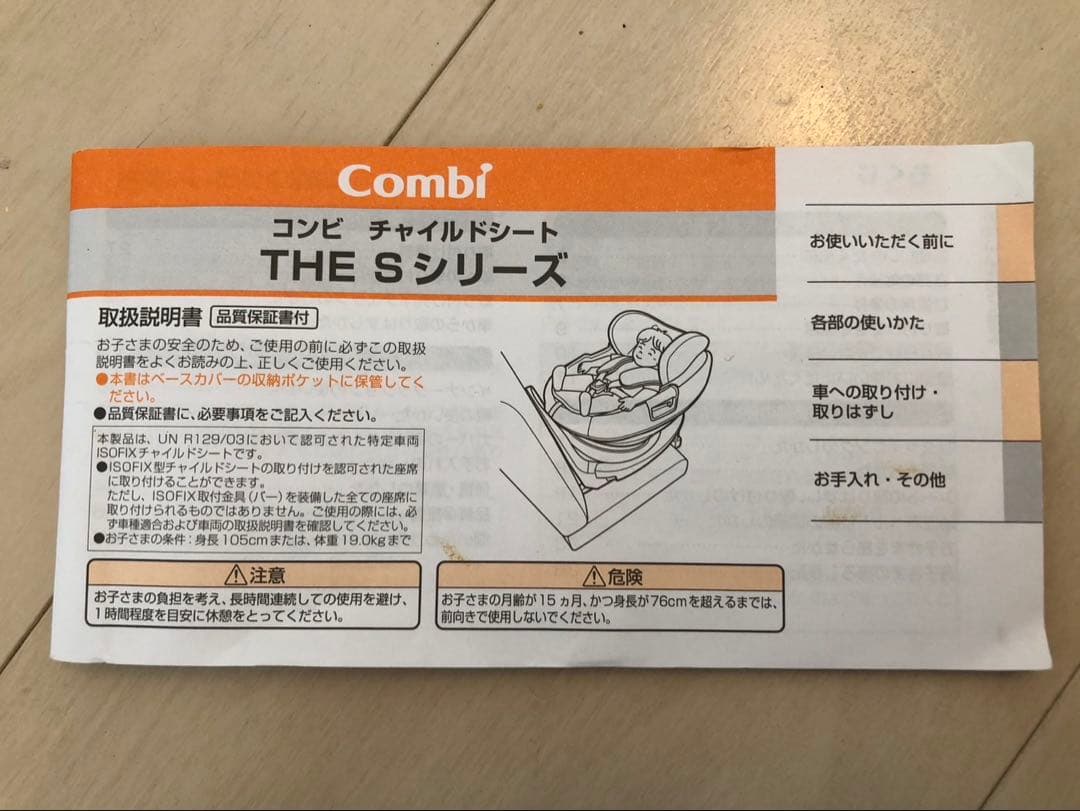 Combi
コンビ チャイルドシート
THE Sシリーズ
取扱説明書 品質保証書付
お子さまの安全のため、ご使用の前に必ずこの取扱
説明書をよくお読みの上、正しくご使用ください。
●本書はベースカバーの収納ポケットに保管してく
ださい。
●品質保証書に、必要事項をご記入ください。
本製品は、UN R129/03において認可された特定車両
ISOFIXチャイルドシートです。
●ISOFIX型チャイルドシートの取り付けを認可された座席
に取り付けることができます。
ただし、ISOFIX取付金具(バー)を装備した全ての座席に
取り付けられるものではありません。ご使用の際には、必
ず車種適合および車両の取扱説明書を確認してください。
●お子さまの条件:身長105cmまたは、体重19.0kgまで
注意
お子さまの負担を考え、長時間連続しての使用を避け、
1時間程度を目安に休憩をとってください。
危険
お子さまの月齢が15ヵ月、かつ身長が76cmを超えるまでは、
前向きで使用しないでください。
お使いいただく前に
各部の使いかた
車への取り付け・
取りはずし
お手入れ・その他